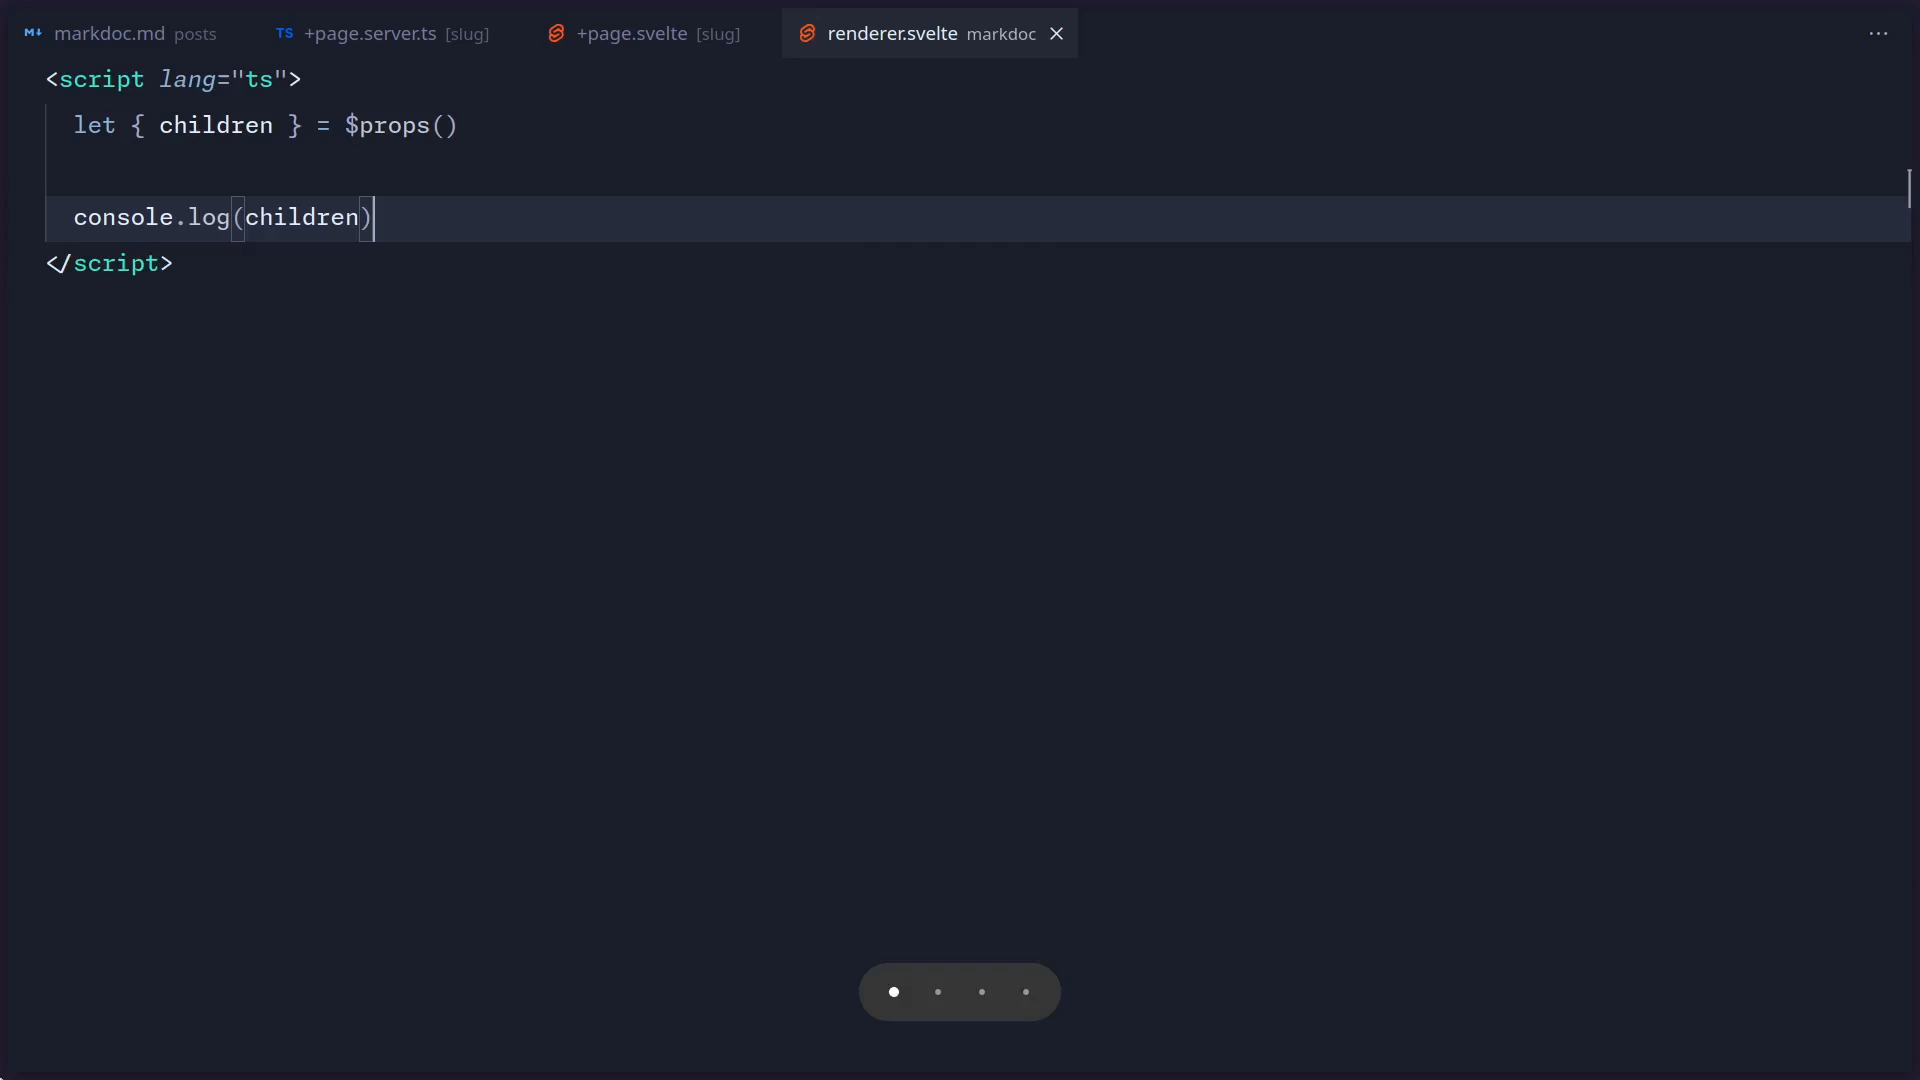 markdoc.md posts TS +page.server.ts [slug] +page.svelte [slug] renderer.svelte markdoc
<script lang="ts">
let { children } = $props()
console.log(children)
</script>